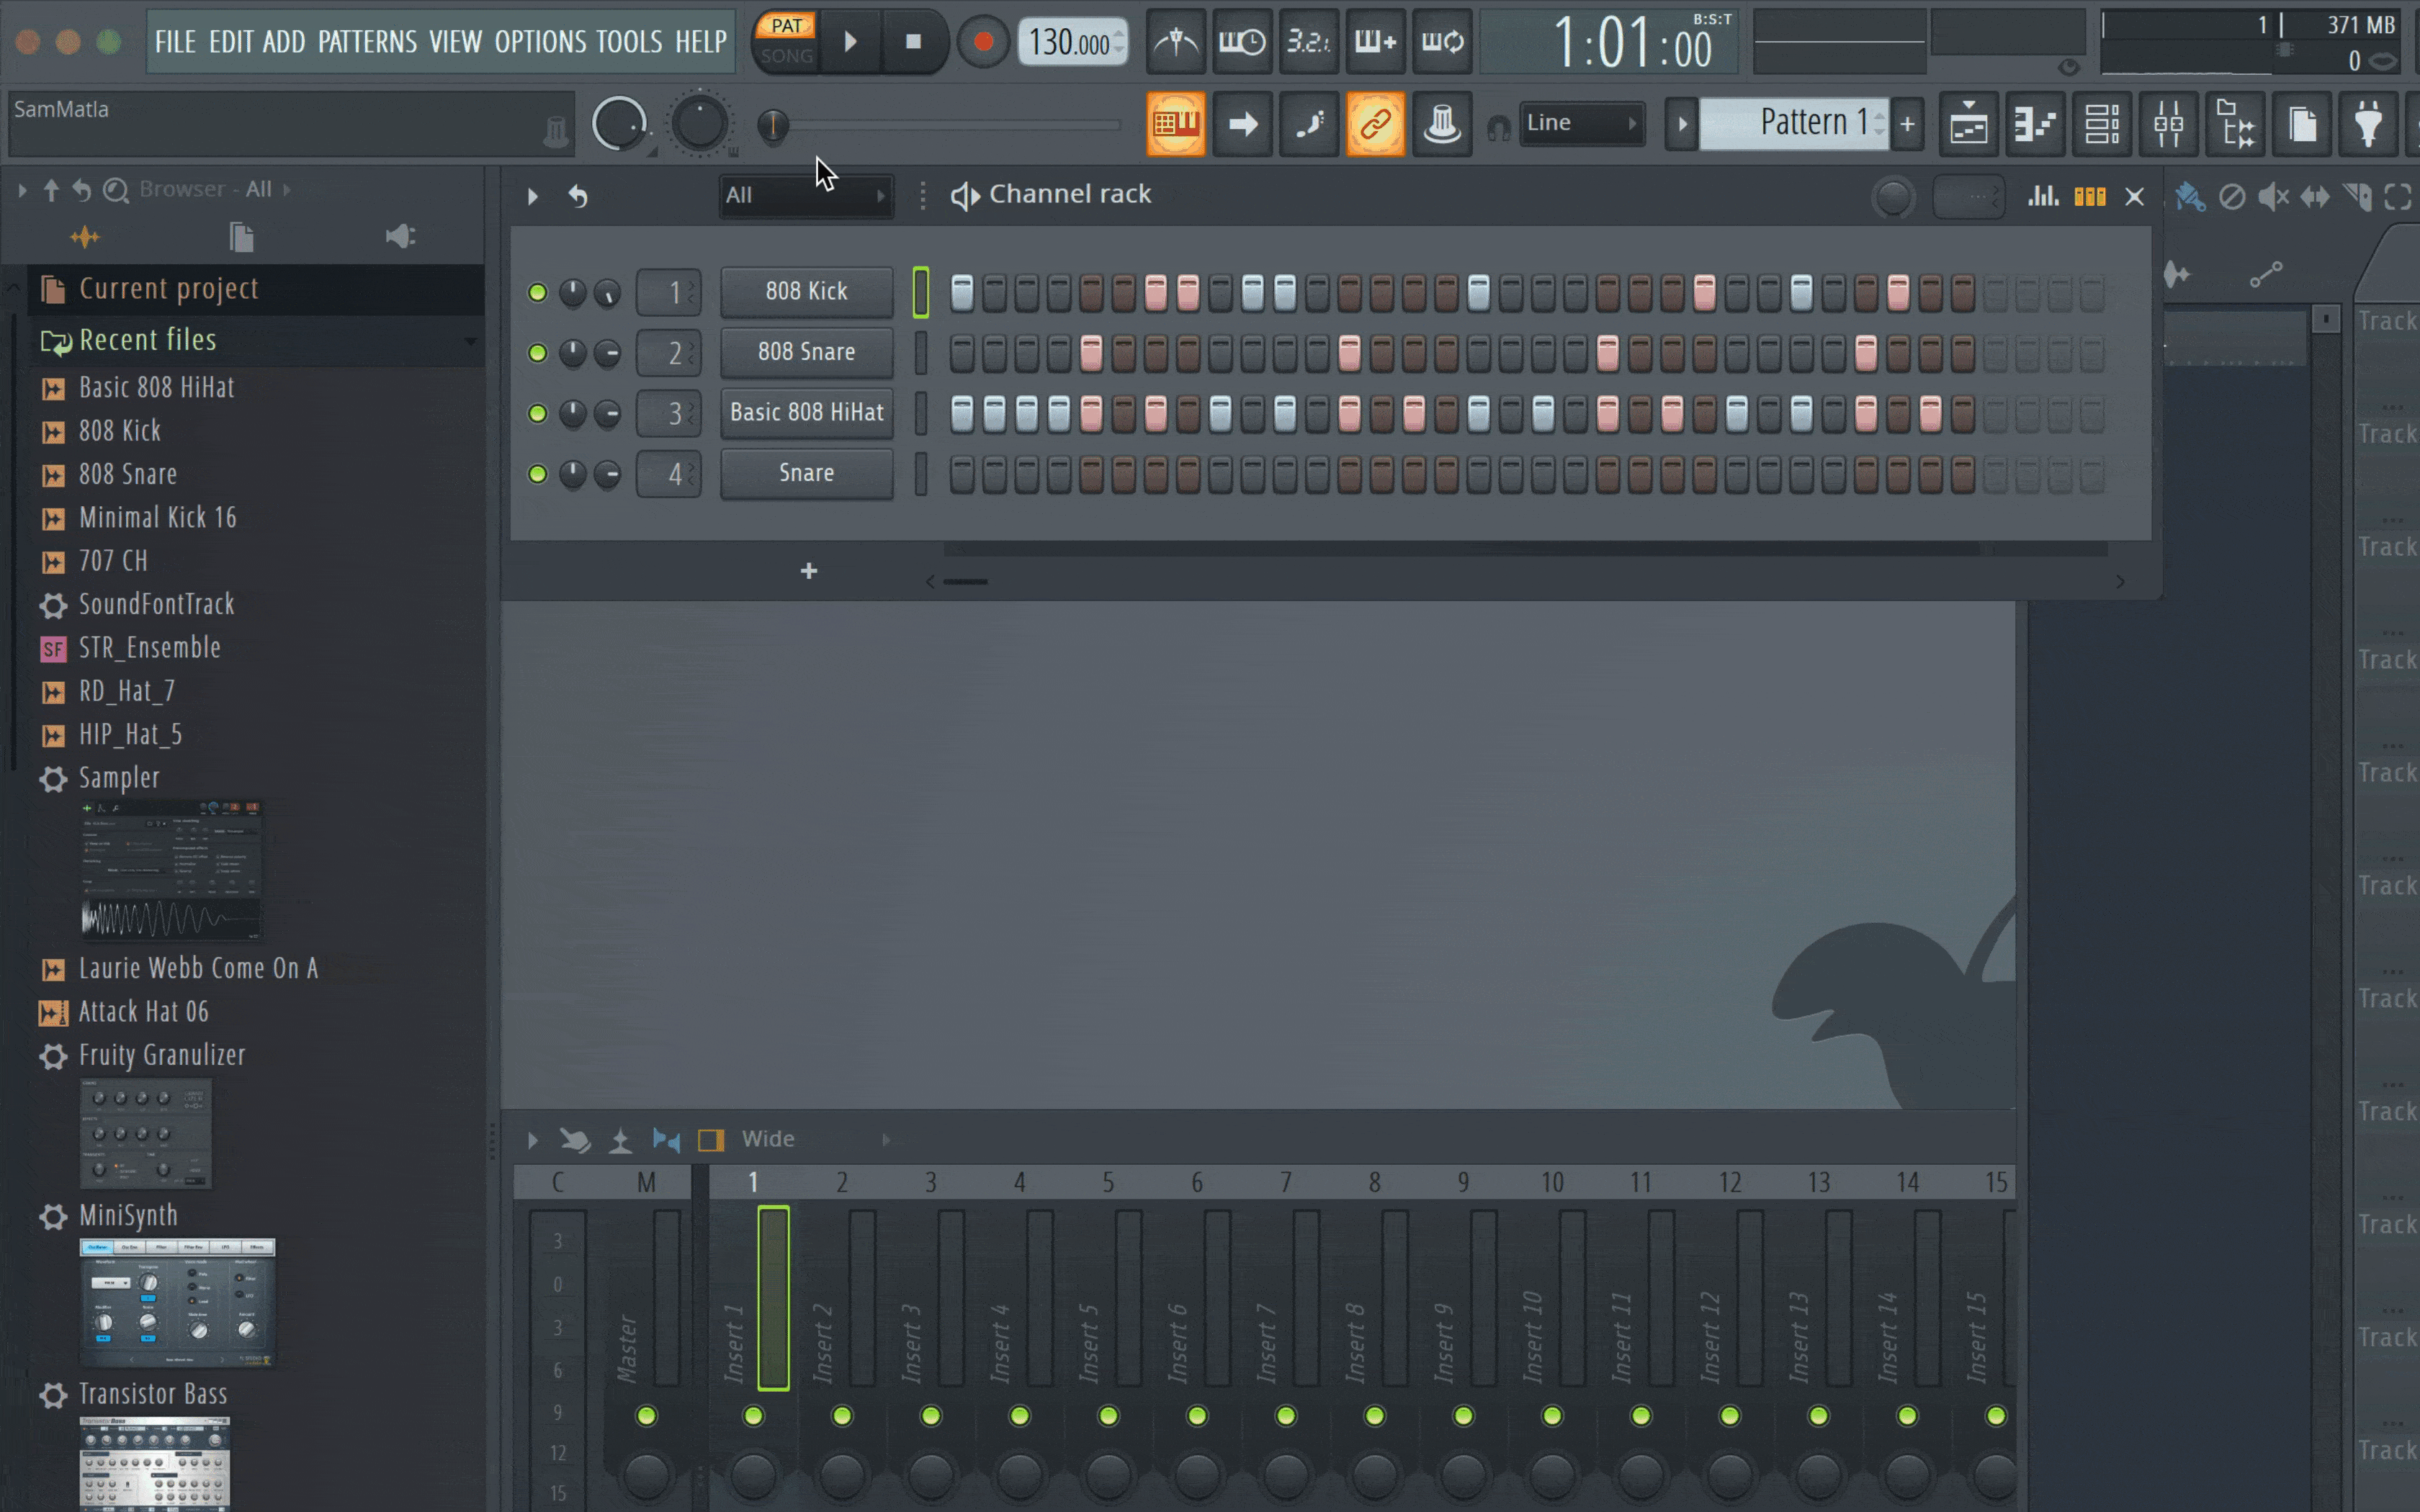 FILE EDIT ADD PATTERNS VIEW OPTIONS TOOLS HELP
PAT
SONG
130.000
3.2.1.
1:01:00
B:S:T
1
371 MB
0
SamMatla
Line
Pattern 1
+
Browser - All
All
Channel rack
Current project
Recent files
Basic 808 HiHat
808 Kick
808 Snare
Minimal Kick 16
707 CH
SoundFontTrack
SF STR_Ensemble
RD_Hat_7
HIP_Hat_5
Sampler
Laurie Webb Come On A
Attack Hat 06
Fruity Granulizer
MiniSynth
Transistor Bass
1 808 Kick
2 808 Snare
3 Basic 808 HiHat
4 Snare
+
Track
Track
Track
Track
Track
Track
Track
Track
Track
Track
Track
Wide
C M 1 2 3 4 5 6 7 8 9 10 11 12 13 14 15
3
0
3
6
9
12
15
Master
Insert 1
Insert 2
Insert 3
Insert 4
Insert 5
Insert 6
Insert 7
Insert 8
Insert 9
Insert 10
Insert 11
Insert 12
Insert 13
Insert 14
Insert 15